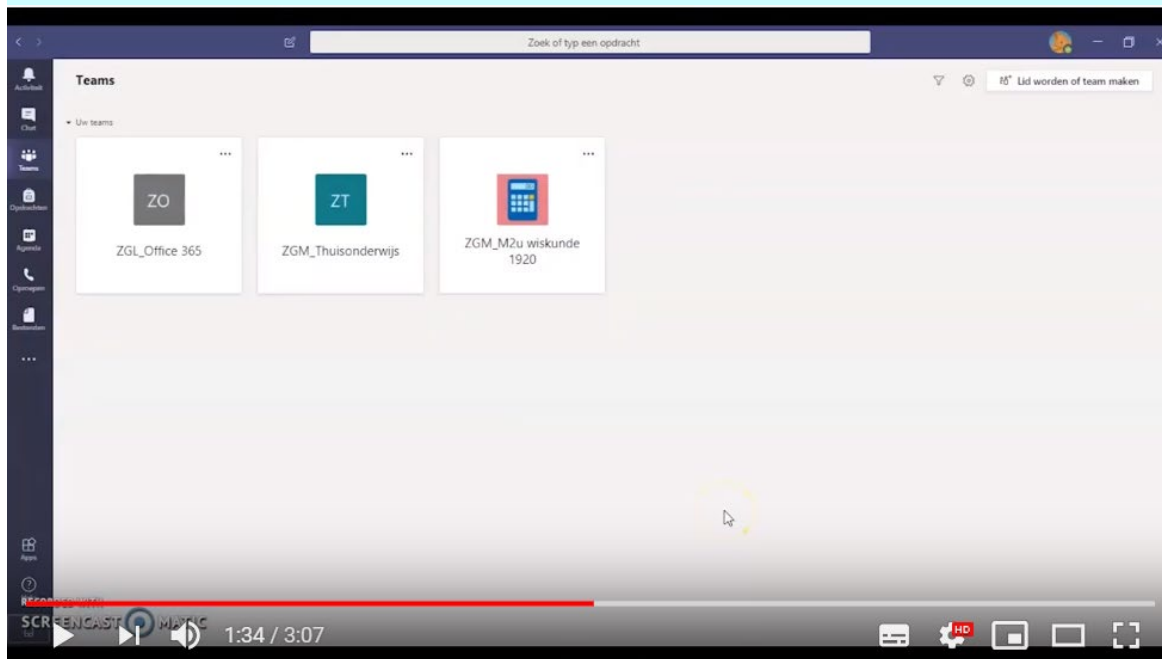 Zoek of typ een opdracht
Activiteit
Chat
Teams
Opdrachten
Agenda
Oproepen
Bestanden
Apps
Teams
Lid worden of team maken
Uw teams
ZO
ZGL_Office 365
ZT
ZGM_Thuisonderwijs
ZGM_M2u wiskunde
1920
SCREENCAST MATIC
1:34 / 3:07
HD